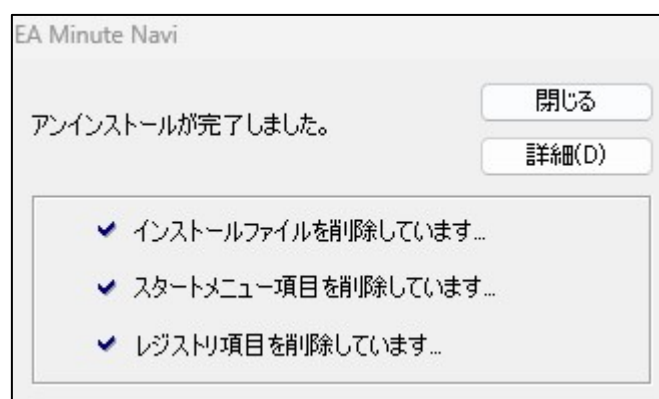 EA Minute Navi
閉じる
アンインストールが完了しました。
詳細(D)
インストールファイルを削除しています...
スタートメニュー項目を削除しています...
レジストリ項目を削除しています...